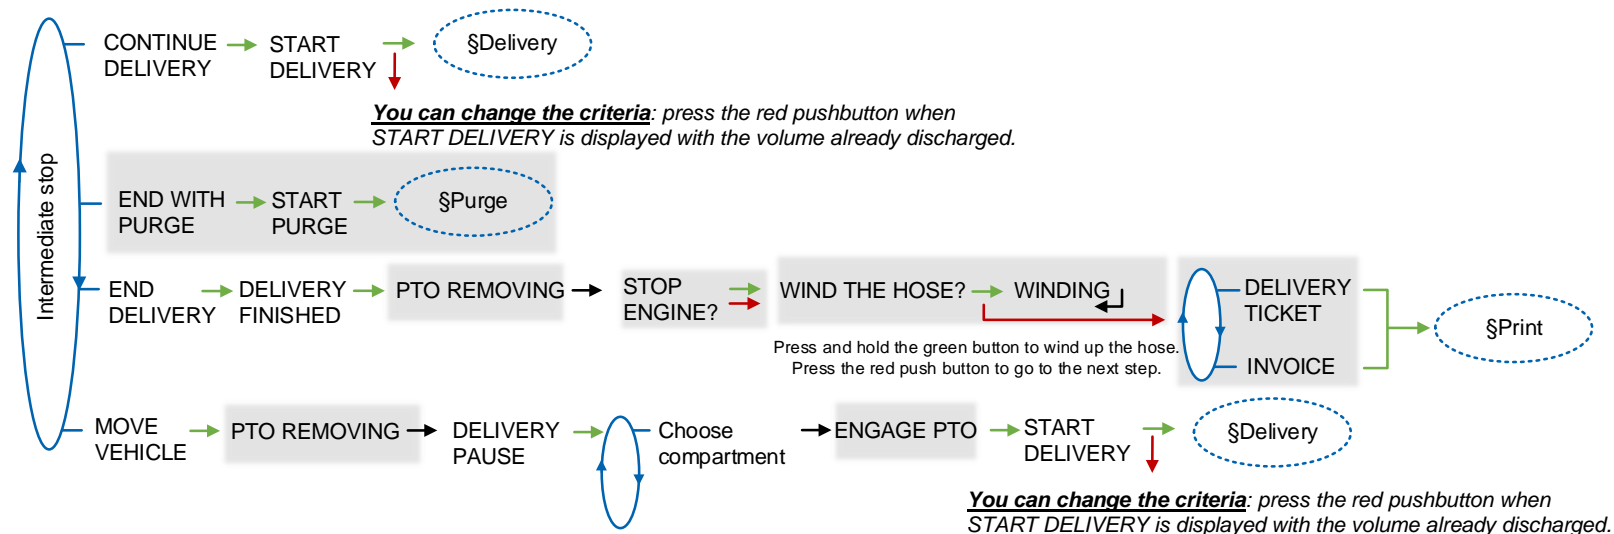 Intermediate stop
CONTINUE
DELIVERY
START
DELIVERY
§Delivery
You can change the criteria: press the red pushbutton when
START DELIVERY is displayed with the volume already discharged.
END WITH
PURGE
START
PURGE
§Purge
END
DELIVERY
DELIVERY
FINISHED
PTO REMOVING
STOP
ENGINE?
WIND THE HOSE?
WINDING
Press and hold the green button to wind up the hose.
Press the red push button to go to the next step.
DELIVERY
TICKET
INVOICE
§Print
MOVE
VEHICLE
PTO REMOVING
DELIVERY
PAUSE
Choose
compartment
ENGAGE PTO
START
DELIVERY
§Delivery
You can change the criteria: press the red pushbutton when
START DELIVERY is displayed with the volume already discharged.